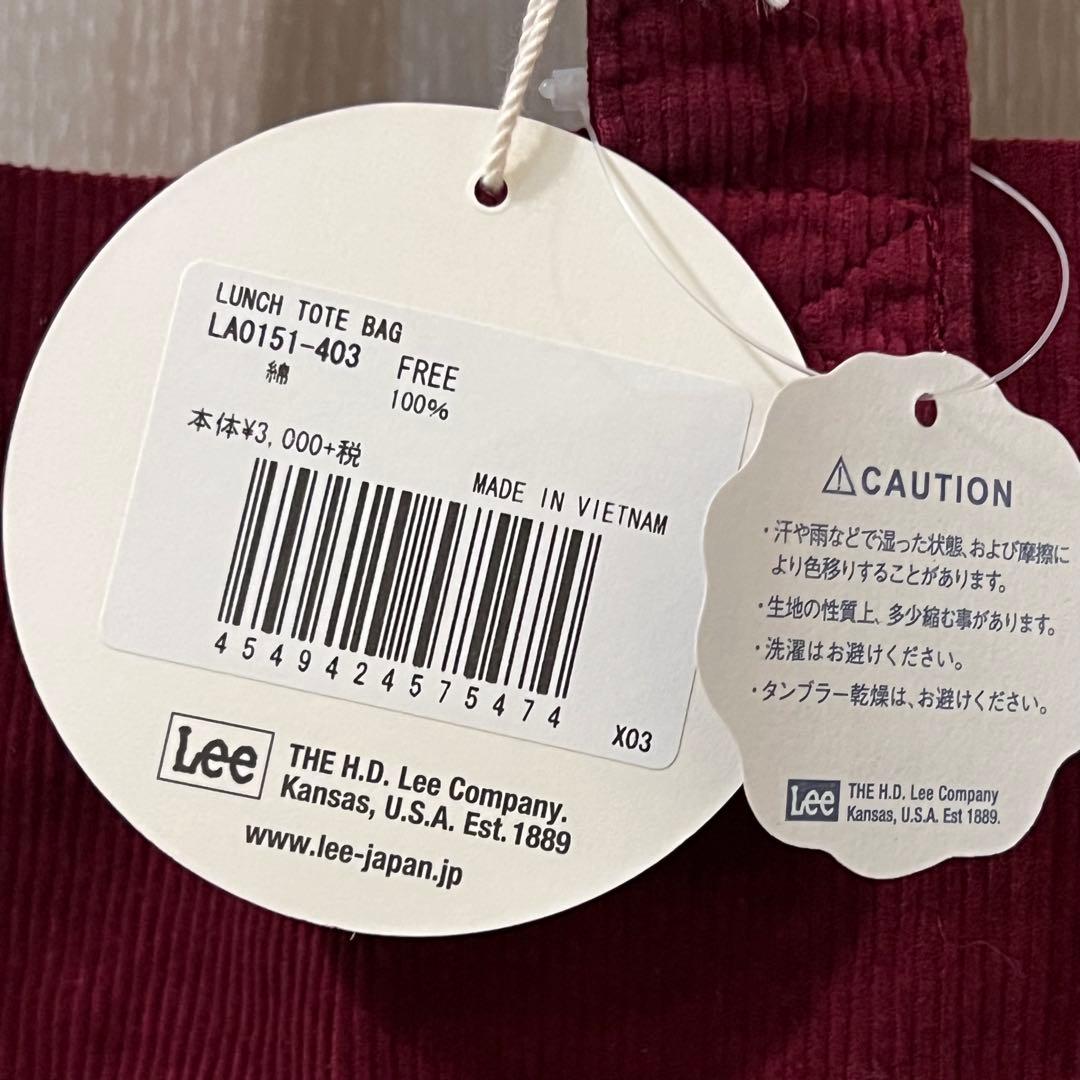 LUNCH TOTE BAG
LA0151-403 FREE
綿 100%
本体¥3,000+税
MADE IN VIETNAM
4549424575474
X03
Lee
THE H.D. Lee Company.
Kansas, U.S.A. Est. 1889
www.lee-japan.jp
⚠CAUTION
・汗や雨などで湿った状態、および摩擦に
より色移りすることがあります。
・生地の性質上、多少縮む事があります。
・洗濯はお避けください。
・タンブラー乾燥は、お避けください。
Lee
THE H.D. Lee Company
Kansas, U.S.A. Est 1889.